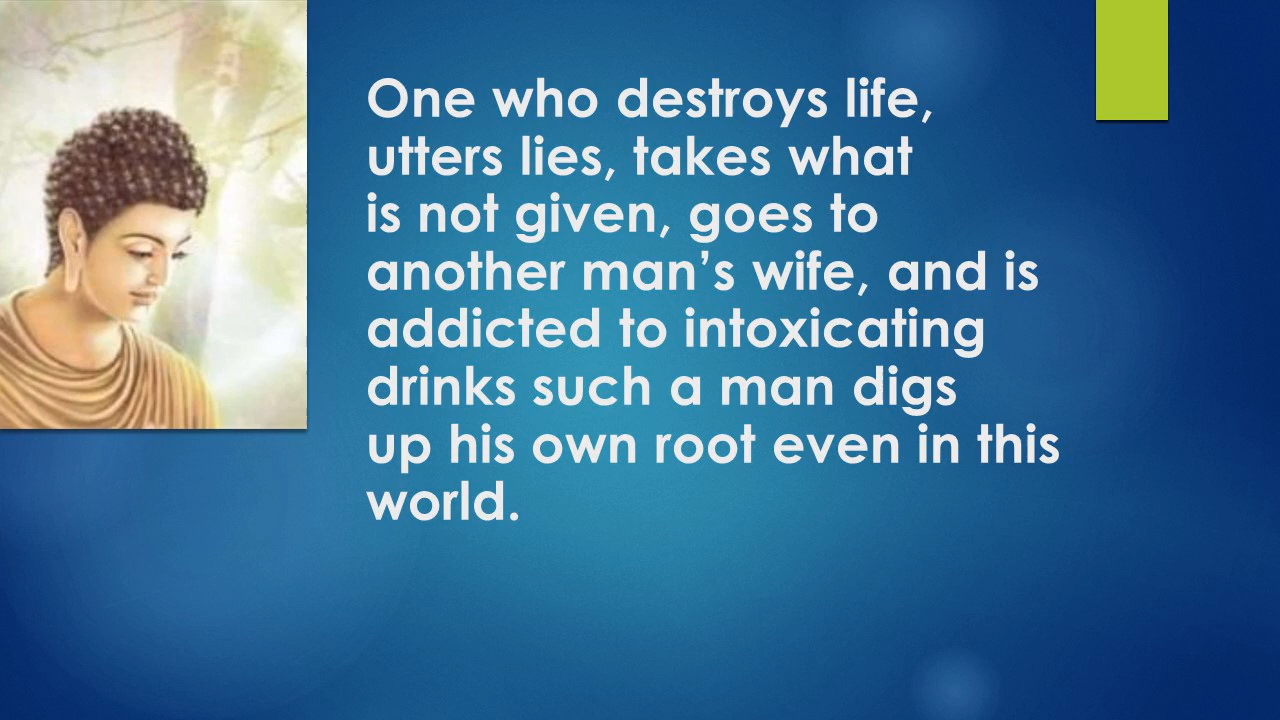 One who destroys life,
utters lies, takes what
is not given, goes to
another man’s wife, and is
addicted to intoxicating
drinks such a man digs
up his own root even in this
world.